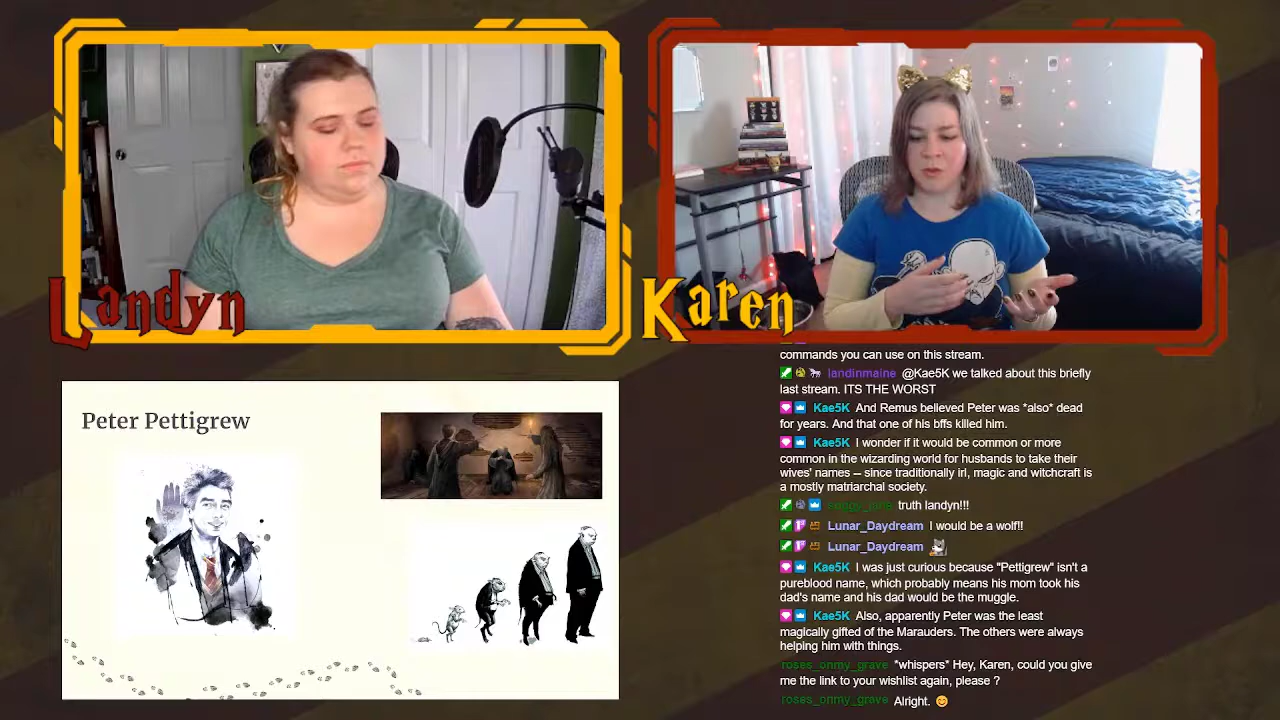 Landyn
Karen
Peter Pettigrew
commands you can use on this stream.
landinmaine @Kae5K we talked about this briefly
last stream. ITS THE WORST
Kae5K And Remus believed Peter was *also* dead
for years. And that one of his bffs killed him.
Kae5K I wonder if it would be common or more
common in the wizarding world for husbands to take their
wives' names -- since traditionally irl, magic and witchcraft is
a mostly matriarchal society.
truth landyn!!!
Lunar_Daydream I would be a wolf!!
Lunar_Daydream
Kae5K I was just curious because "Pettigrew" isn't a
pureblood name, which probably means his mom took his
dad's name and his dad would be the muggle.
Kae5K Also, apparently Peter was the least
magically gifted of the Marauders. The others were always
helping him with things.
roses_onmy_grave *whispers* Hey, Karen, could you give
me the link to your wishlist again, please ?
roses_onmy_grave Alright.